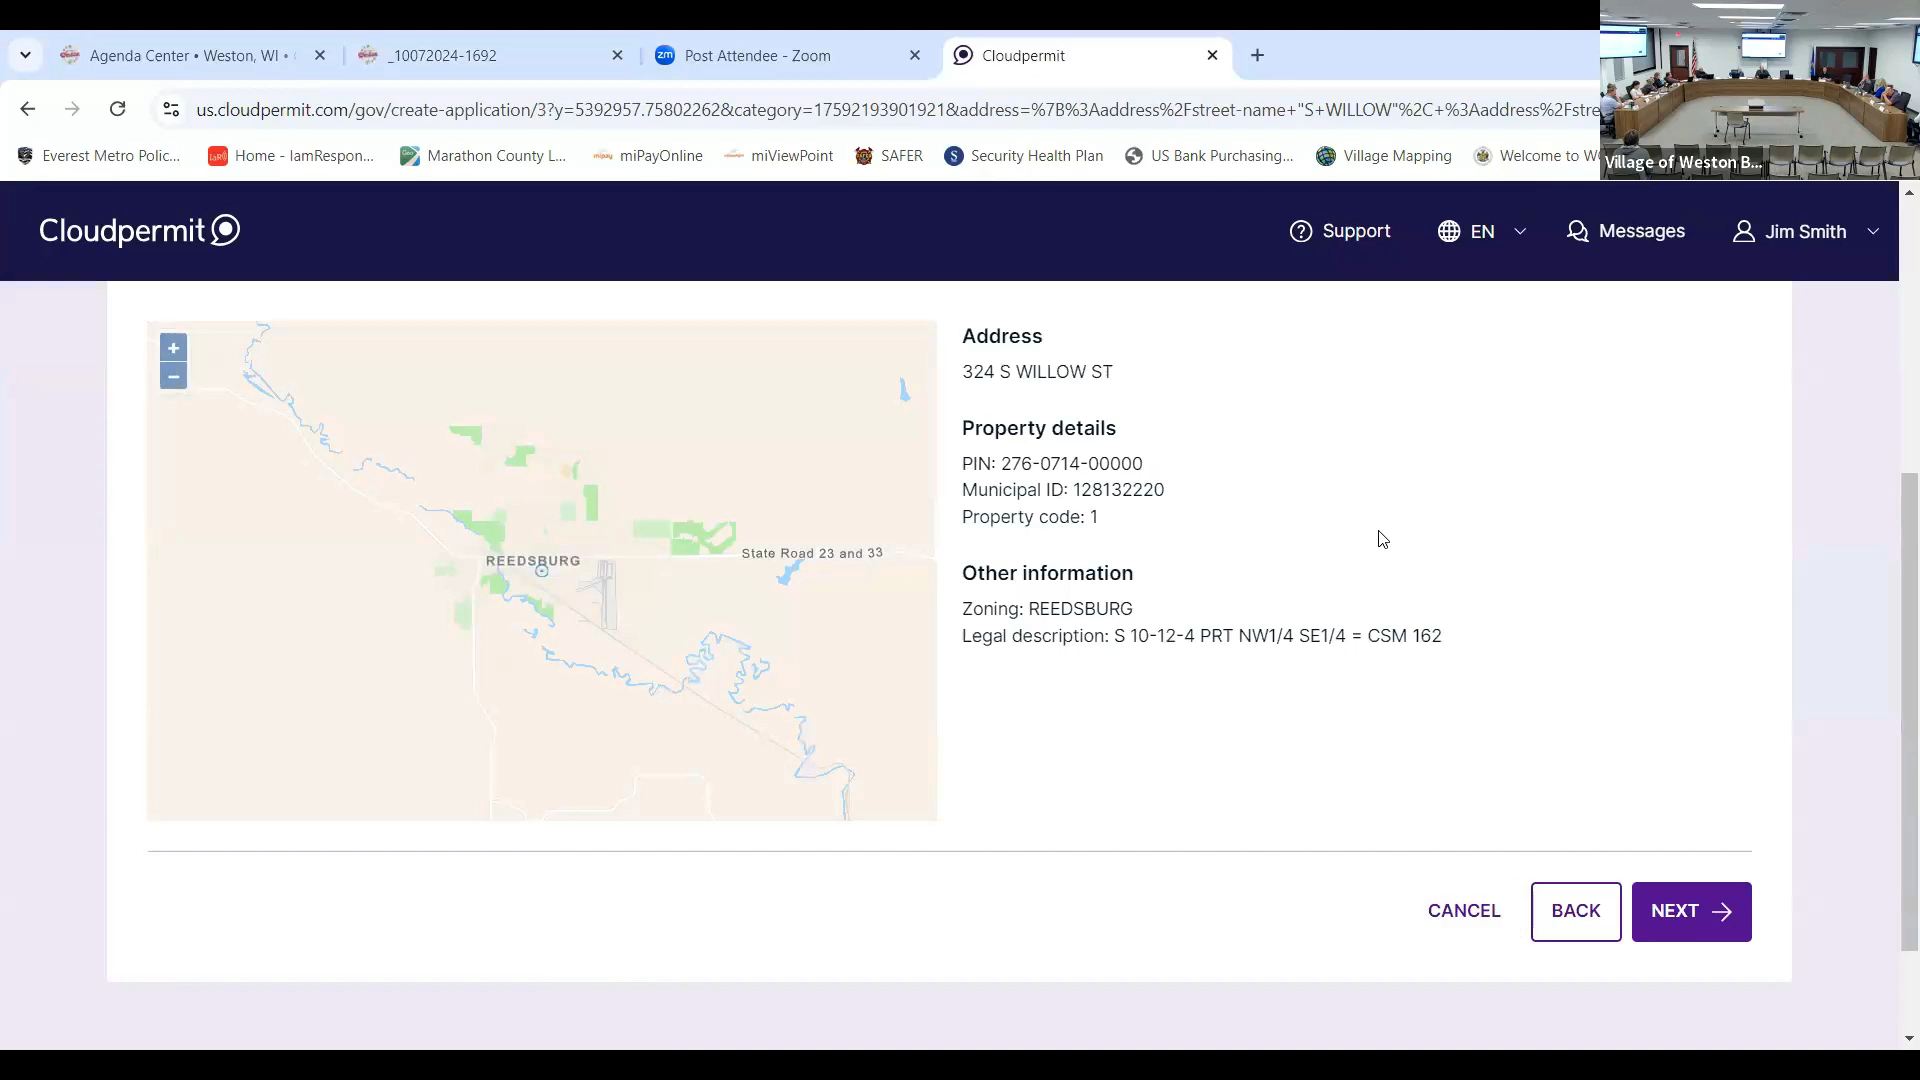 Agenda Center • Weston, WI •
_10072024-1692
zm
Post Attendee - Zoom
Cloudpermit
us.cloudpermit.com/gov/create-application/3?y=5392957.75802262&category=17592193901921&address=%7B%3Aaddress%2Fstreet-name+"S+WILLOW"%2C+%3Aaddress%2Fstre
Everest Metro Polic...
Home - IamRespon...
Marathon County L...
miPayOnline
miViewPoint
SAFER
Security Health Plan
US Bank Purchasing...
Village Mapping
Welcome to W
Village of Weston B...
Cloudpermit
Support
EN
Messages
Jim Smith
+
−
REEDSBURG
State Road 23 and 33
Address
324 S WILLOW ST
Property details
PIN: 276-0714-00000
Municipal ID: 128132220
Property code: 1
Other information
Zoning: REEDSBURG
Legal description: S 10-12-4 PRT NW1/4 SE1/4 = CSM 162
CANCEL
BACK
NEXT